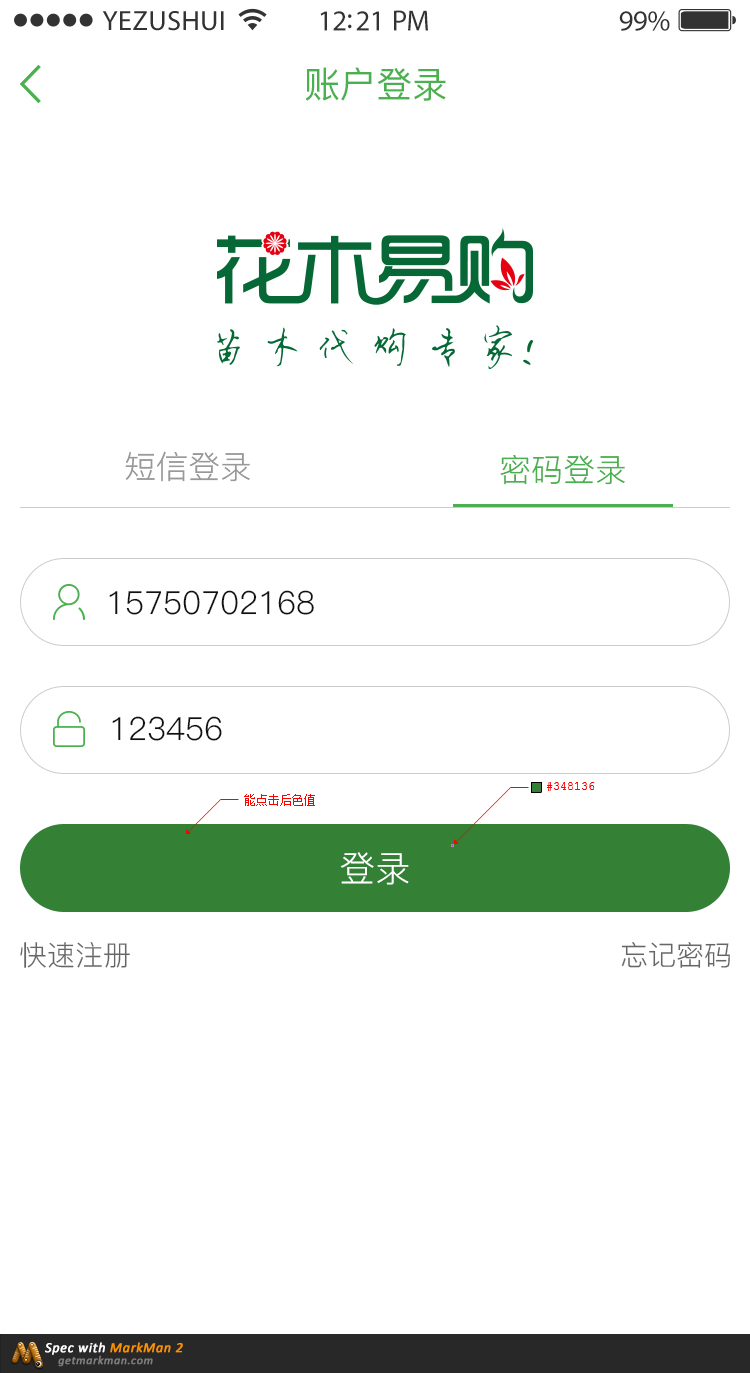 YEZUSHUI 12:21 PM 99%
账户登录
花木易购
苗木代购专家!
短信登录 密码登录
15750702168
123456
能点击后色值 #348136
登录
快速注册 忘记密码
Spec with MarkMan 2
getmarkman.com